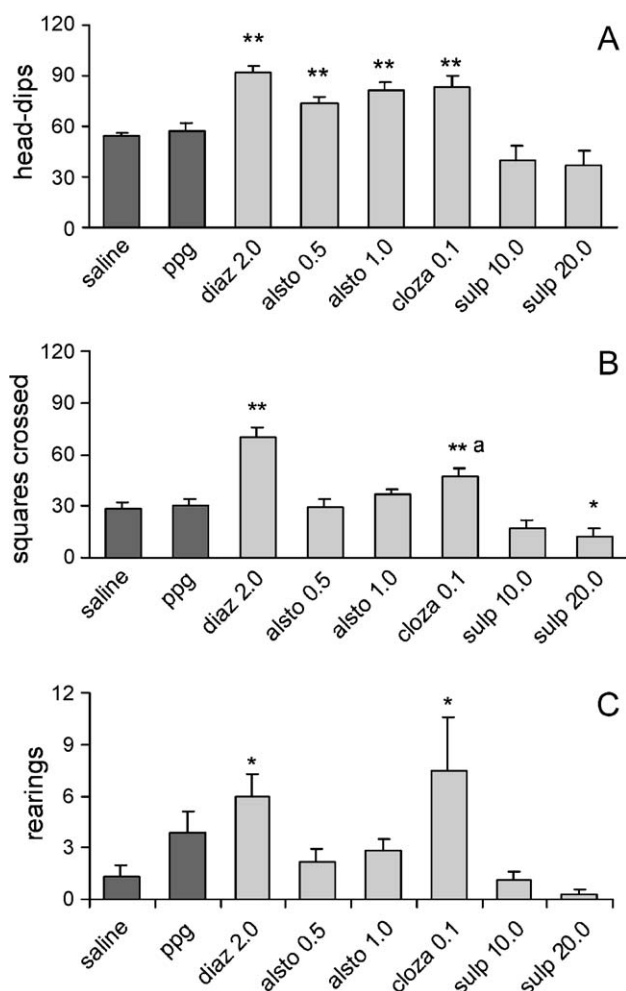 A
head-dips
120
90
60
30
0
** ** ** **
saline ppg diaz 2.0 alsto 0.5 alsto 1.0 cloza 0.1 sulp 10.0 sulp 20.0
B
squares crossed
120
90
60
30
0
** ** a *
saline ppg diaz 2.0 alsto 0.5 alsto 1.0 cloza 0.1 sulp 10.0 sulp 20.0
C
rearings
12
9
6
3
0
* *
saline ppg diaz 2.0 alsto 0.5 alsto 1.0 cloza 0.1 sulp 10.0 sulp 20.0